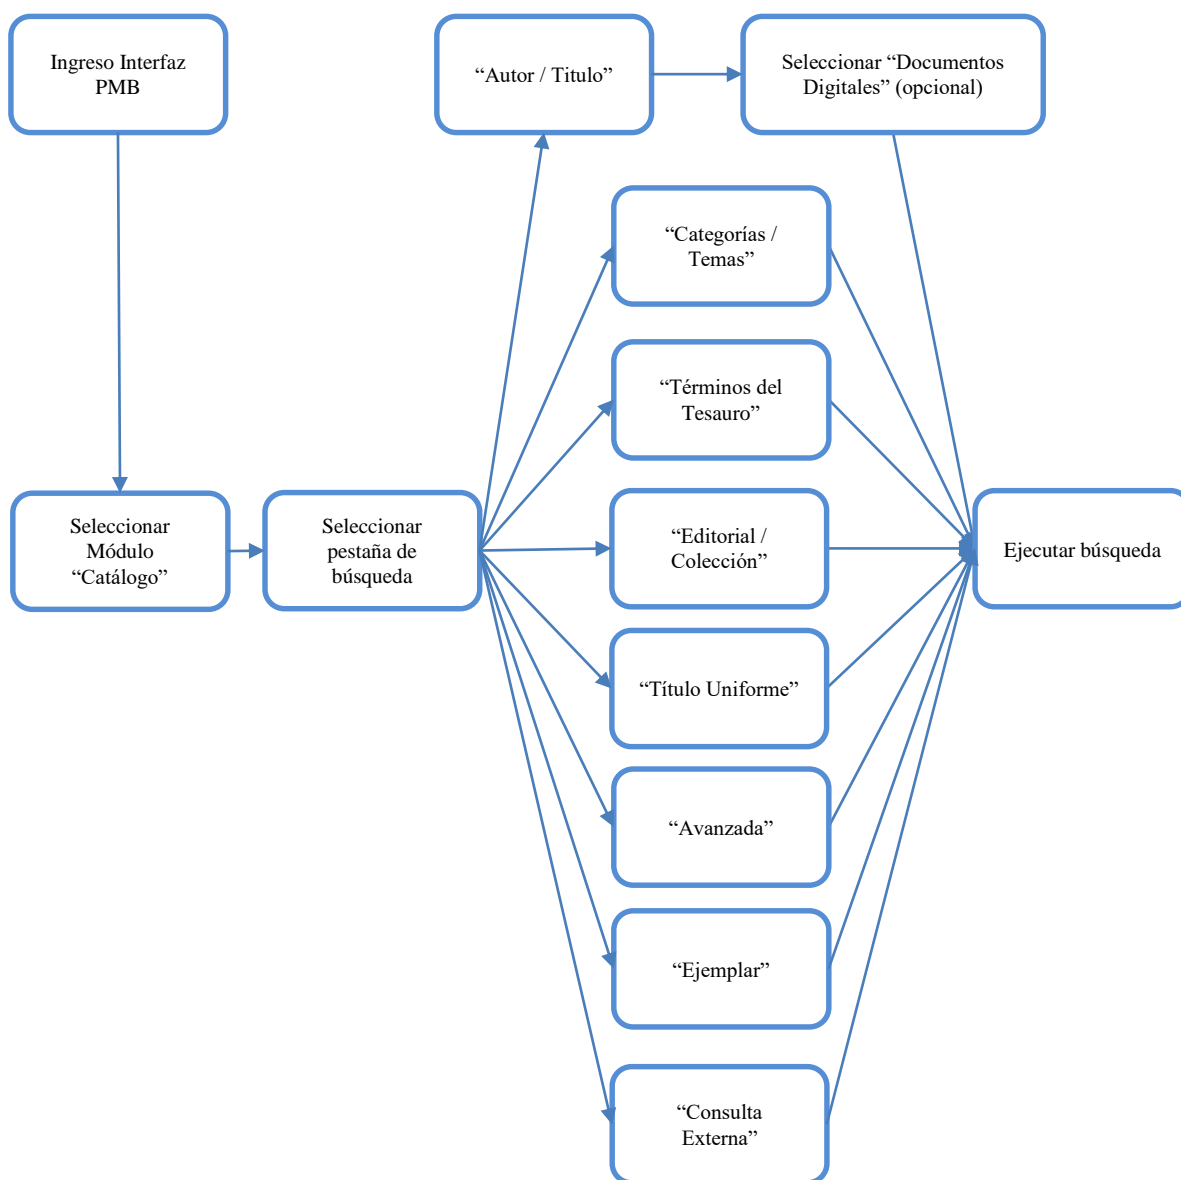 Ingreso Interfaz
PMB
“Autor / Titulo”
Seleccionar “Documentos
Digitales” (opcional)
“Categorías /
Temas”
“Términos del
Tesauro”
Seleccionar
Módulo
“Catálogo”
Seleccionar
pestaña de
búsqueda
“Editorial /
Colección”
Ejecutar búsqueda
“Título Uniforme”
“Avanzada”
“Ejemplar”
“Consulta
Externa”